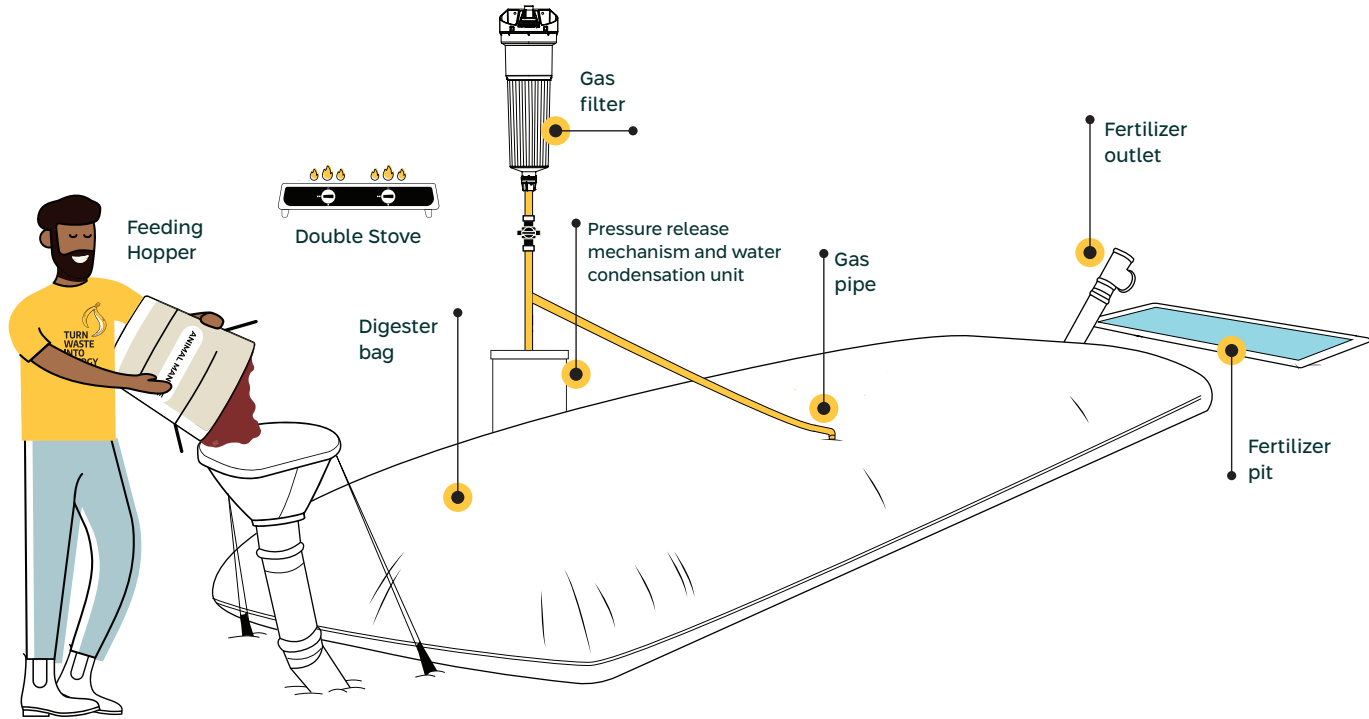 Gas
filter
Fertilizer
outlet
Feeding
Hopper
Double Stove
Pressure release
mechanism and water
condensation unit
Gas
pipe
Digester
bag
TURN
WASTE
INTO
ANIMAL
Fertilizer
pit